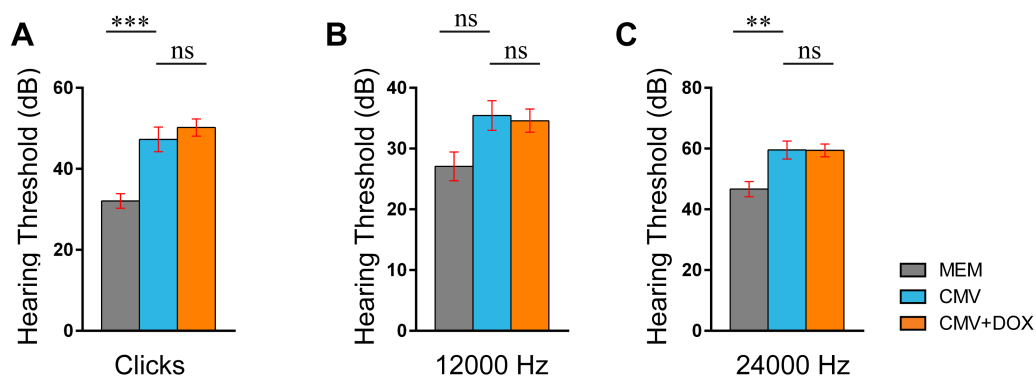 A
***
ns
Hearing Threshold (dB)
60
40
20
0
Clicks
B
ns
ns
Hearing Threshold (dB)
40
30
20
10
0
12000 Hz
C
**
ns
Hearing Threshold (dB)
80
60
40
20
0
24000 Hz
MEM
CMV
CMV+DOX